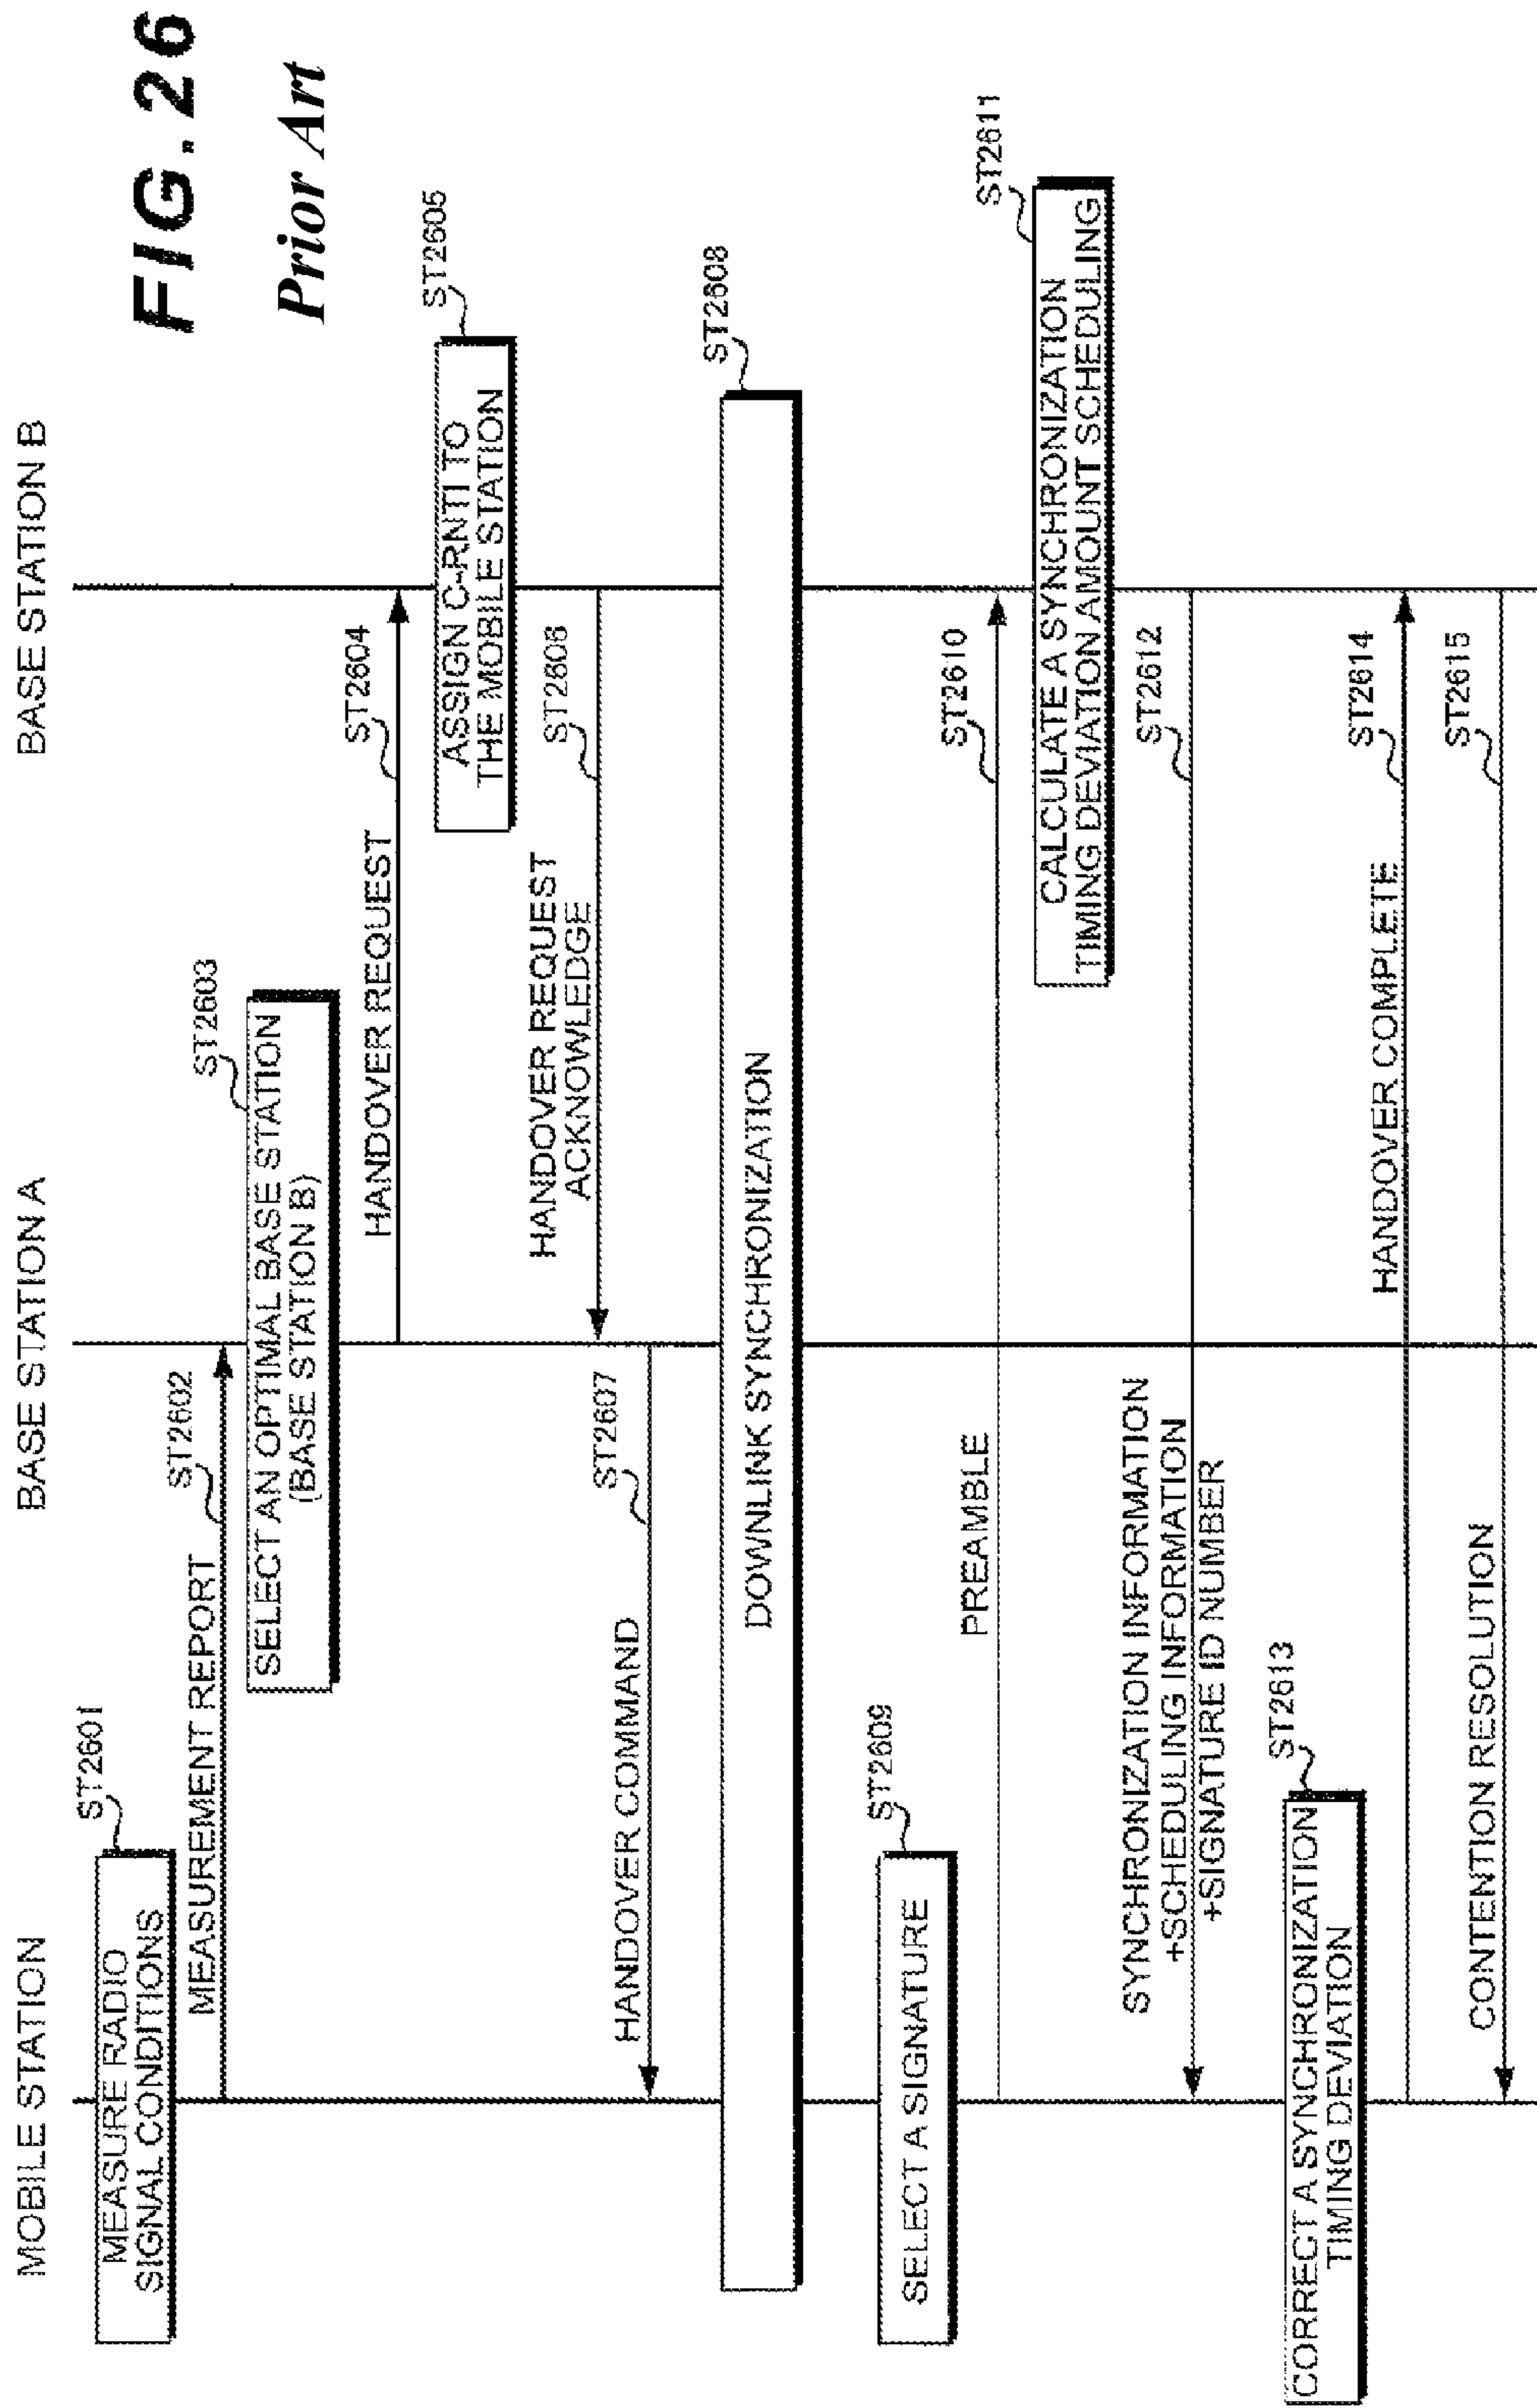 FIG. 26
Prior Art
MOBILE STATION
BASE STATION A
BASE STATION B
ST2601
MEASURE RADIO
SIGNAL CONDITIONS
MEASUREMENT REPORT
ST2602
ST2603
SELECT AN OPTIMAL BASE STATION
(BASE STATION B)
HANDOVER REQUEST
ST2604
ST2605
ASSIGN C-RNTI TO
THE MOBILE STATION
HANDOVER REQUEST
ACKNOWLEDGE
ST2606
HANDOVER COMMAND
ST2607
ST2608
DOWNLINK SYNCHRONIZATION
ST2609
SELECT A SIGNATURE
PREAMBLE
ST2610
ST2611
CALCULATE A SYNCHRONIZATION
TIMING DEVIATION AMOUNT SCHEDULING
SYNCHRONIZATION INFORMATION
+SCHEDULING INFORMATION
+SIGNATURE ID NUMBER
ST2612
ST2613
CORRECT A SYNCHRONIZATION
TIMING DEVIATION
HANDOVER COMPLETE
ST2614
CONTENTION RESOLUTION
ST2615